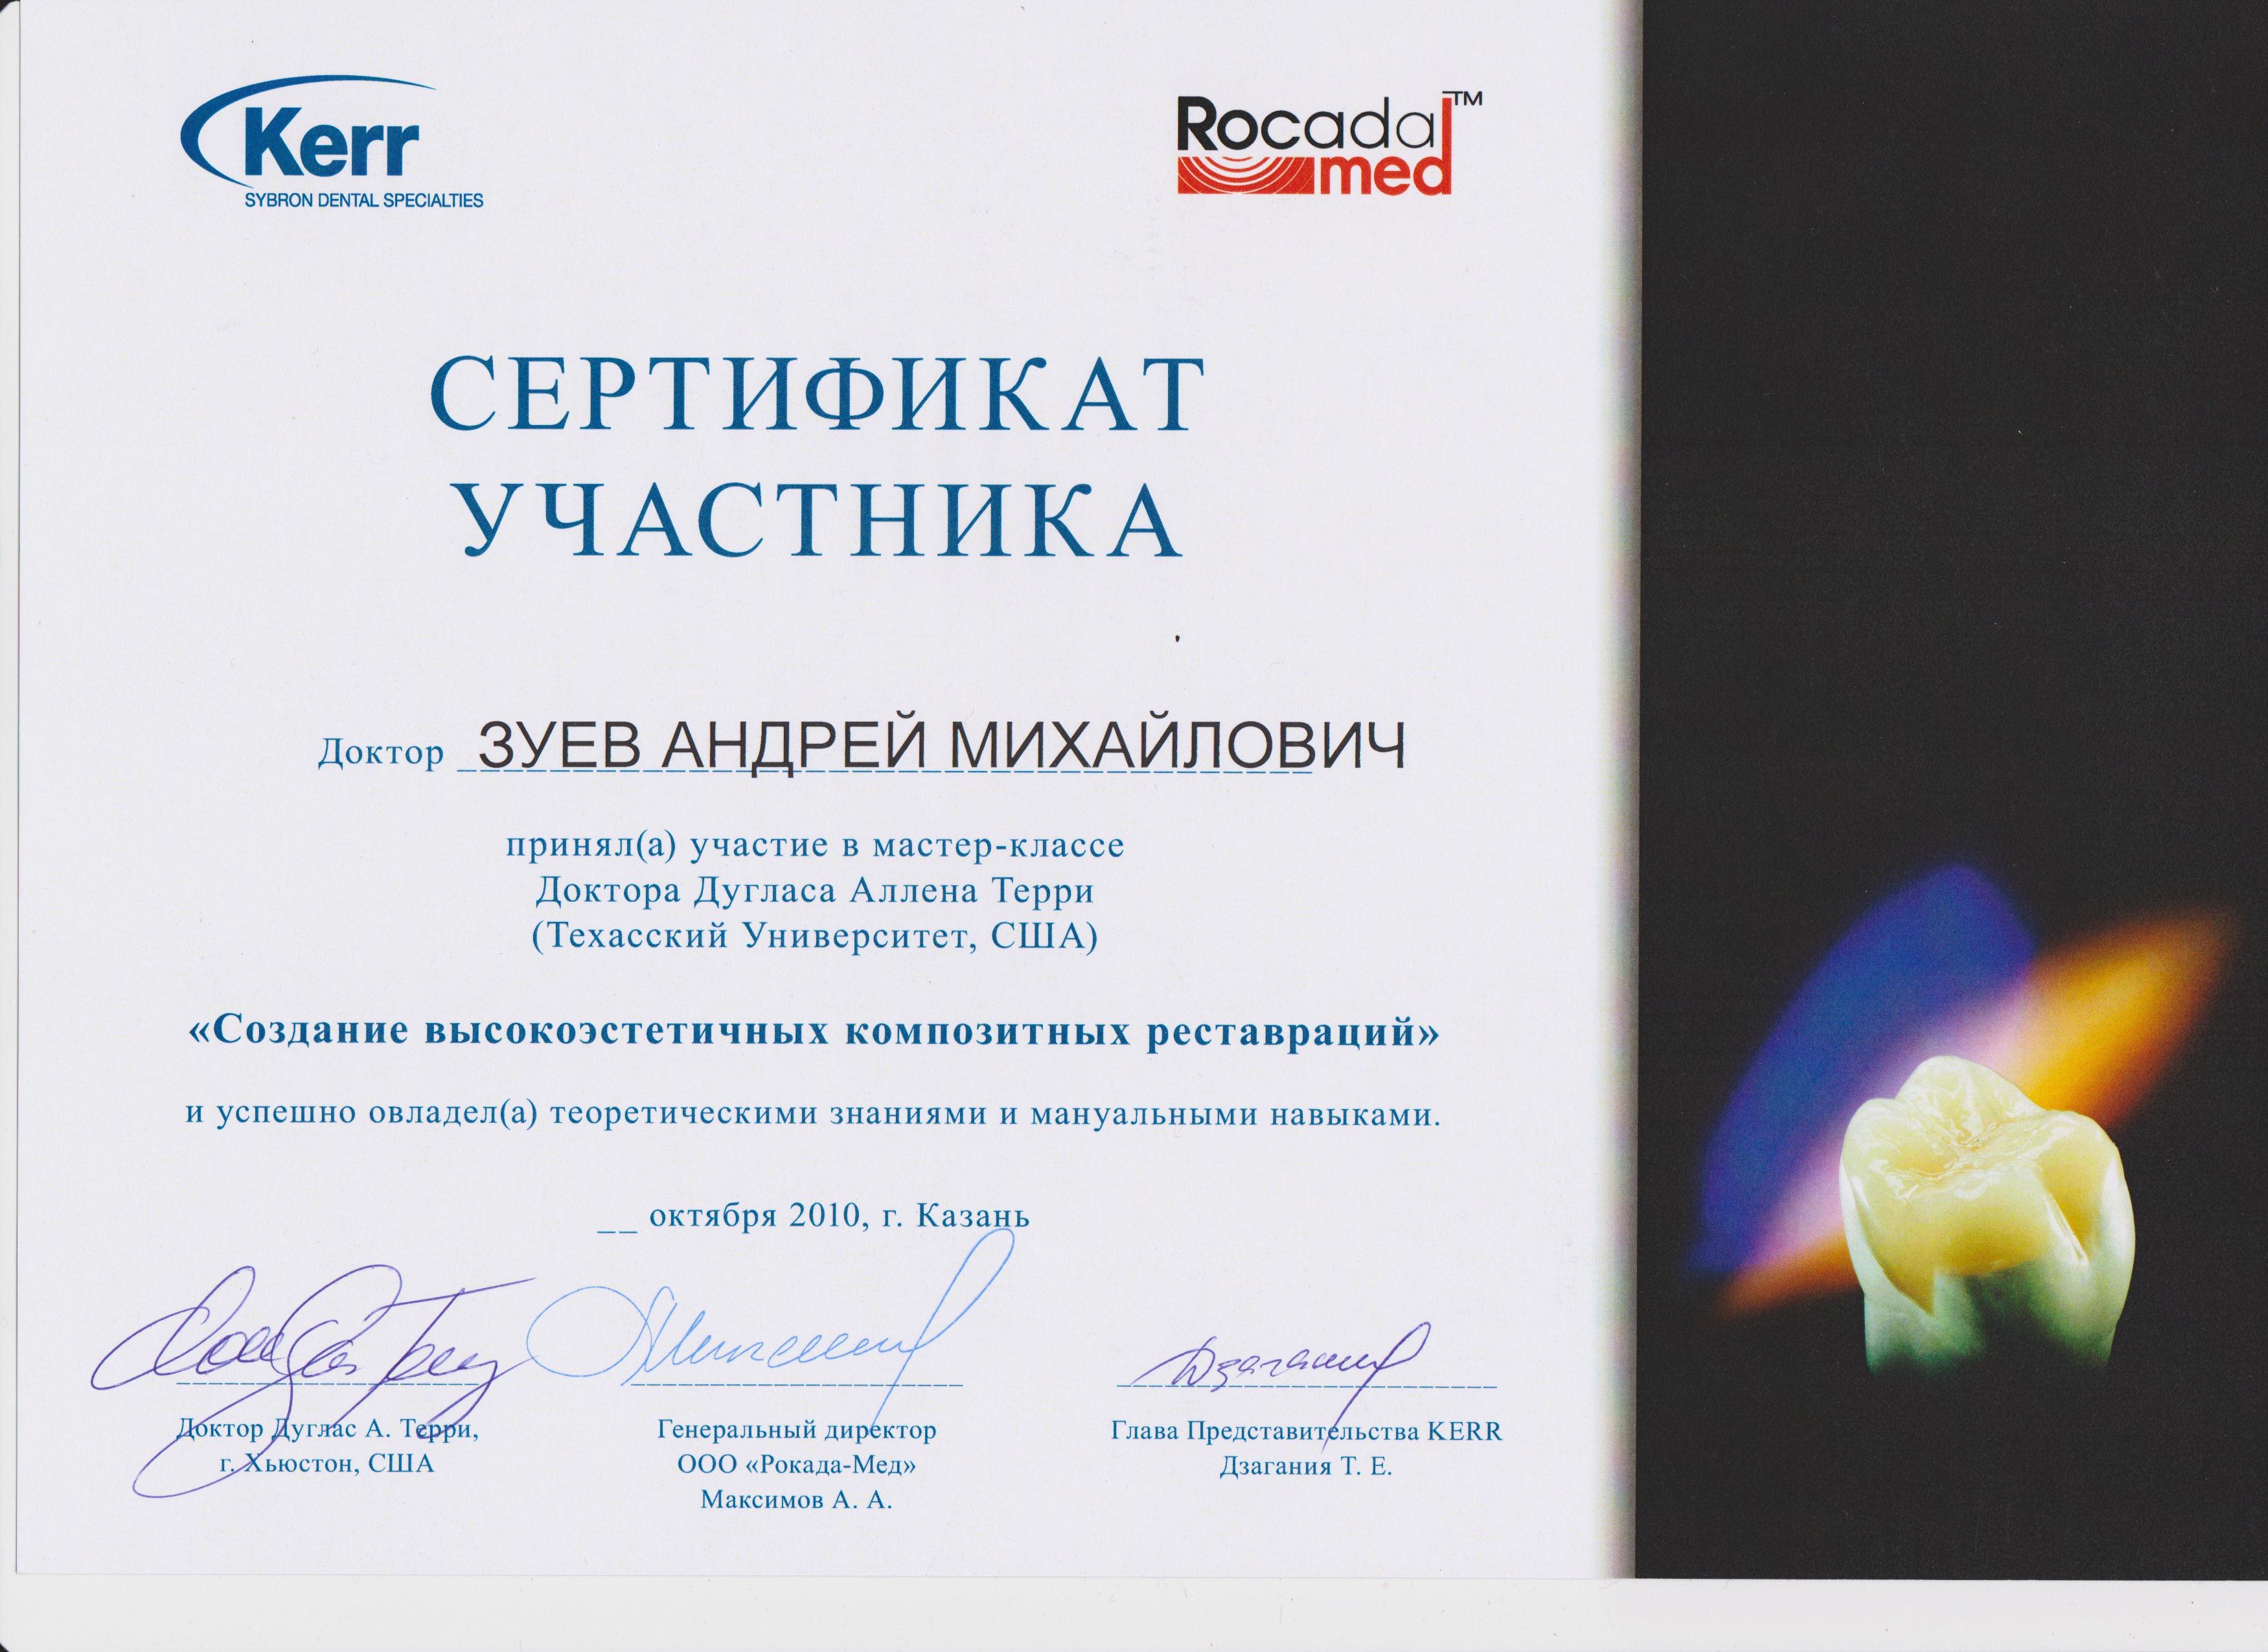 Kerr
SYBRON DENTAL SPECIALTIES
Rocada™
med
СЕРТИФИКАТ
УЧАСТНИКА
Доктор ЗУЕВ АНДРЕЙ МИХАЙЛОВИЧ
принял(а) участие в мастер-классе
Доктора Дугласа Аллена Терри
(Техасский Университет, США)
«Создание высокоэстетичных композитных реставраций»
и успешно овладел(а) теоретическими знаниями и мануальными навыками.
__ октября 2010, г. Казань
Доктор Дуглас А. Терри,
г. Хьюстон, США
Генеральный директор
ООО «Рокада-Мед»
Максимов А. А.
Глава Представительства KERR
Дзагания Т. Е.